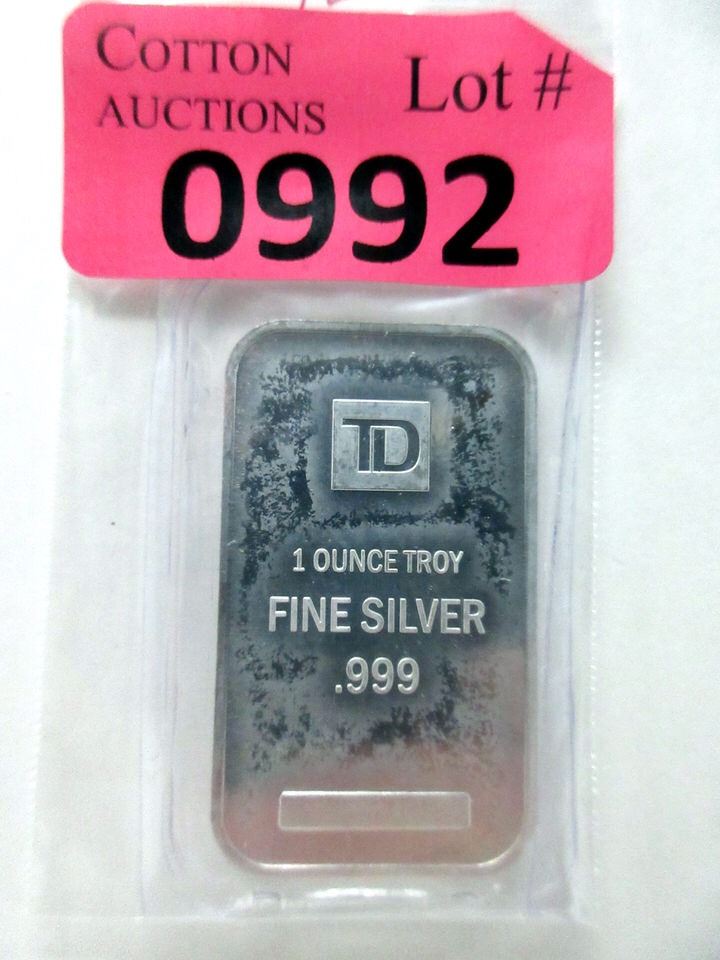 COTTON
AUCTIONS
Lot #
0992
TD
1 OUNCE TROY
FINE SILVER
.999